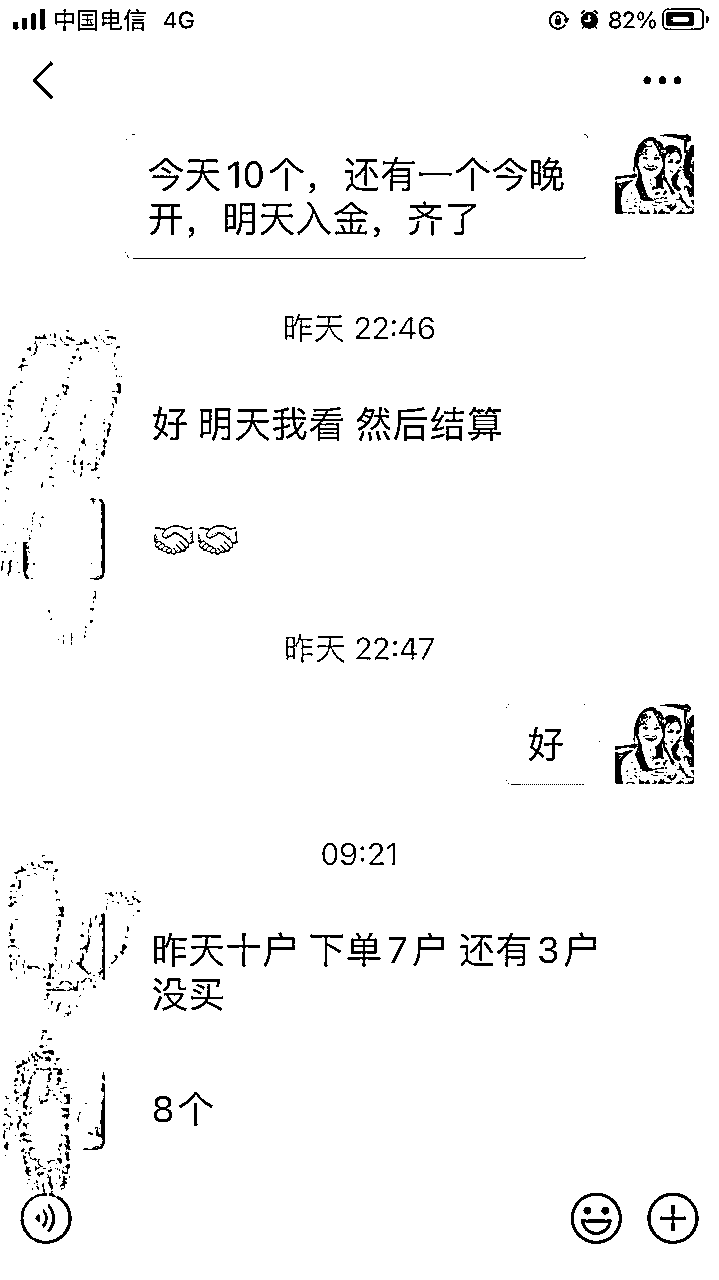 中国电信 4G 82%
今天10个，还有一个今晚
开，明天入金，齐了
昨天 22:46
好 明天我看 然后结算
昨天 22:47
好
09:21
昨天十户 下单7户 还有3户
没买
8个